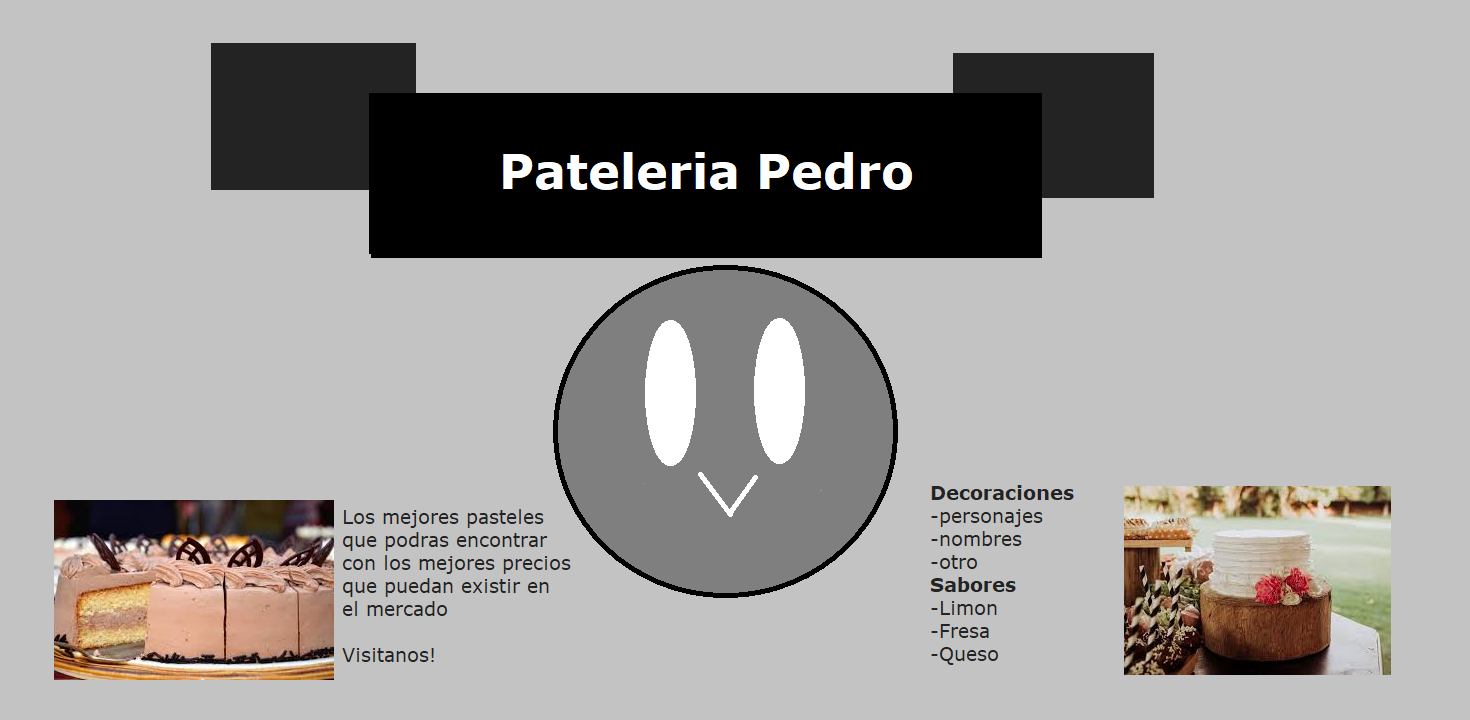 Pateleria Pedro
Los mejores pasteles
que podras encontrar
con los mejores precios
que puedan existir en
el mercado
Visitanos!
Decoraciones
-personajes
-nombres
-otro
Sabores
-Limon
-Fresa
-Queso